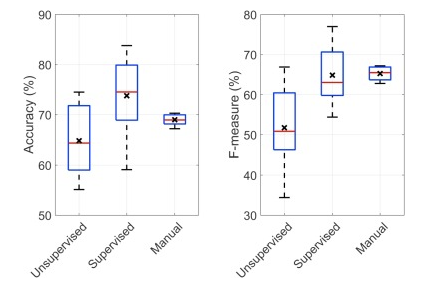 90
80
70
60
50
Accuracy (%)
Unsupervised
Supervised
Manual
80
70
60
50
40
30
F-measure (%)
Unsupervised
Supervised
Manual